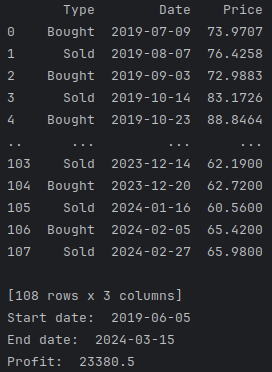 Type Date Price
0 Bought 2019-07-09 73.9707
1 Sold 2019-08-07 76.4258
2 Bought 2019-09-03 72.9883
3 Sold 2019-10-14 83.1726
4 Bought 2019-10-23 88.8464
.. ... ... ...
103 Sold 2023-12-14 62.1900
104 Bought 2023-12-20 62.7200
105 Sold 2024-01-16 60.5600
106 Bought 2024-02-05 65.4200
107 Sold 2024-02-27 65.9800
[108 rows x 3 columns]
Start date: 2019-06-05
End date: 2024-03-15
Profit: 23380.5